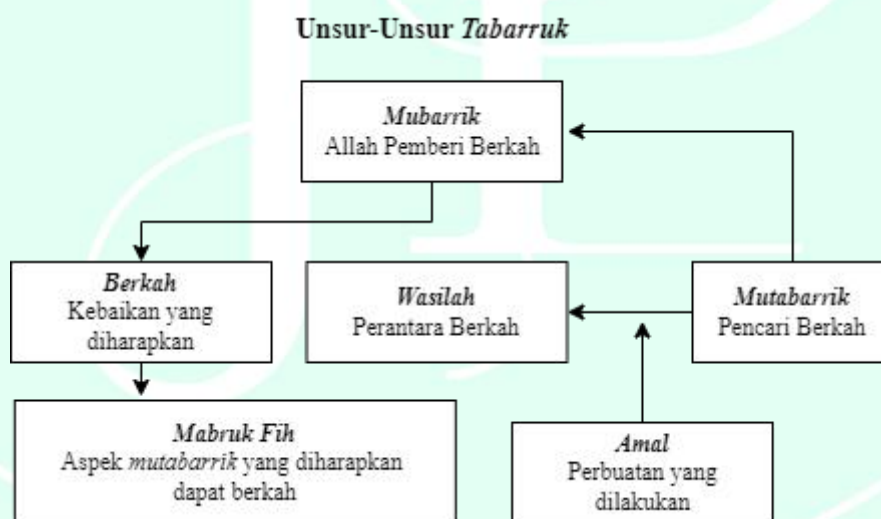 Unsur-Unsur Tabarruk
Mubarrik
Allah Pemberi Berkah
Berkah
Kebaikan yang
diharapkan
Wasilah
Perantara Berkah
Mutabarrik
Pencari Berkah
Mabruk Fih
Aspek mutabarrik yang diharapkan
dapat berkah
Amal
Perbuatan yang
dilakukan